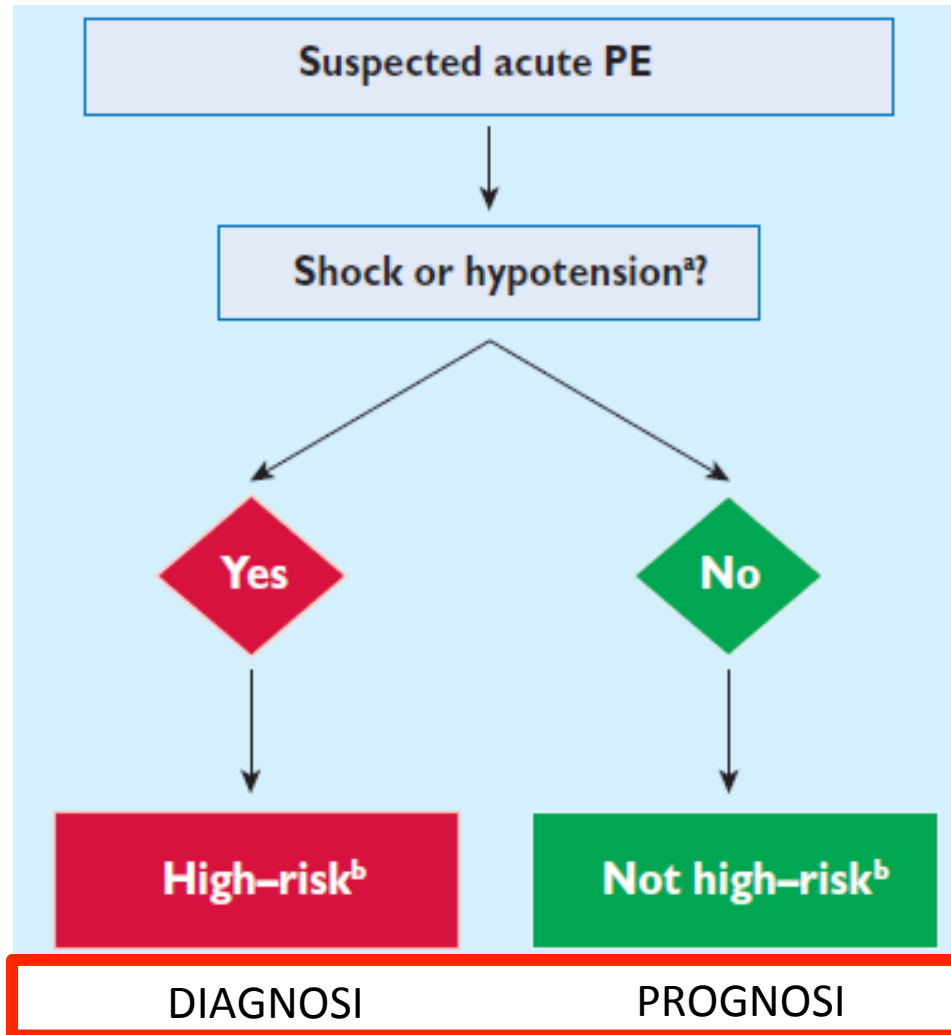 Suspected acute PE
Shock or hypotensionᵃ?
Yes
No
High–riskᵇ
Not high–riskᵇ
DIAGNOSI
PROGNOSI